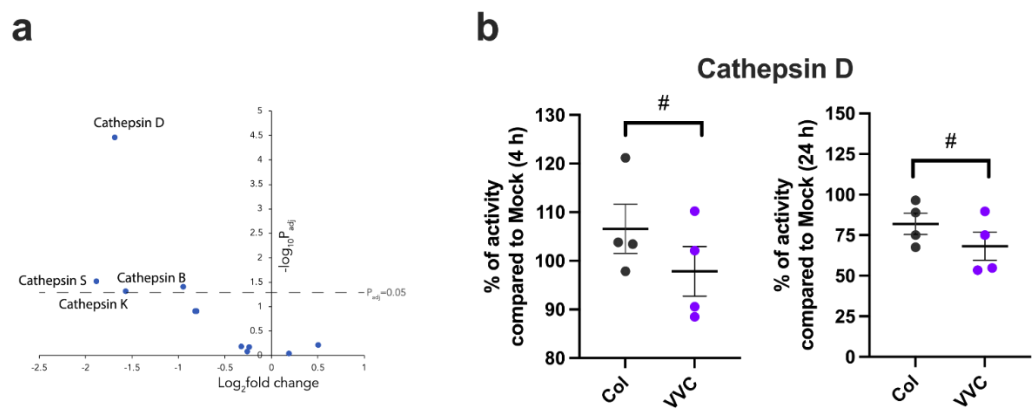 a
5
4.5
4
3.5
3
2.5
2
1.5
1
0.5
0
-2.5 -2 -1.5 -1 -0.5 0 0.5 1
Cathepsin D
Cathepsin S
Cathepsin B
Cathepsin K
-log₁₀Pₐdⱼ
Pₐdⱼ=0.05
Log₂fold change
b
Cathepsin D
% of activity
compared to Mock (4 h)
130
120
110
100
90
80
#
Col VVC
% of activity
compared to Mock (24 h)
150
125
100
75
50
25
0
#
Col VVC